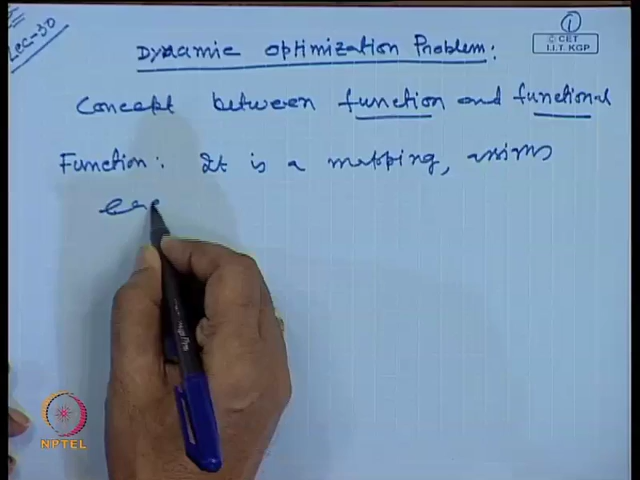 Lec-30
①
© CET
I.I.T. KGP
Dynamic optimization Problem:
Concept between function and functional
Function: It is a mapping, assigns
eac
NPTEL